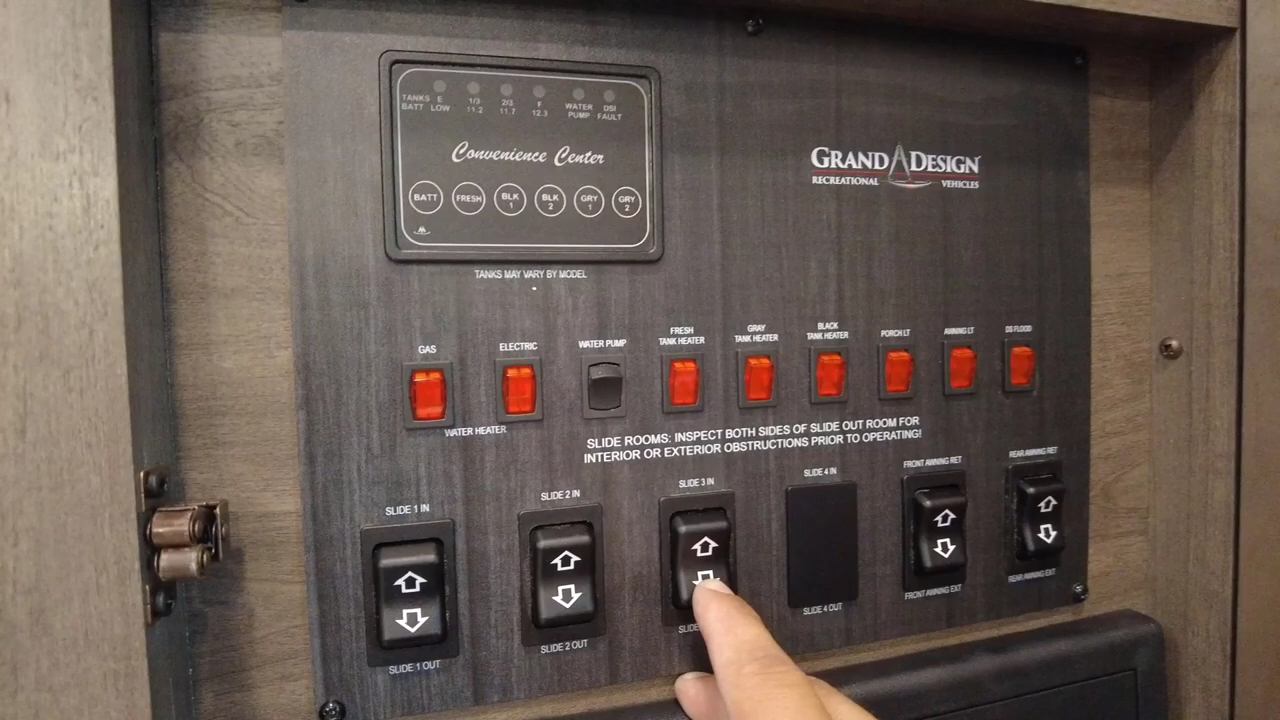 TANKS E 1/3 2/3 F WATER DSI
BATT LOW 11.2 11.7 12.3 PUMP FAULT
Convenience Center
BATT FRESH BLK 1 BLK 2 GRY 1 GRY 2
TANKS MAY VARY BY MODEL
GRAND DESIGN
RECREATIONAL VEHICLES
GAS
ELECTRIC
WATER HEATER
WATER PUMP
FRESH
TANK HEATER
GRAY
TANK HEATER
BLACK
TANK HEATER
PORCH LT
AWNING LT
DS FLOOD
SLIDE ROOMS: INSPECT BOTH SIDES OF SLIDE OUT ROOM FOR
INTERIOR OR EXTERIOR OBSTRUCTIONS PRIOR TO OPERATING!
SLIDE 1 IN
SLIDE 1 OUT
SLIDE 2 IN
SLIDE 2 OUT
SLIDE 3 IN
SLIDE 4 IN
SLIDE 4 OUT
FRONT AWNING RET
FRONT AWNING EXT
REAR AWNING RET
REAR AWNING EXT